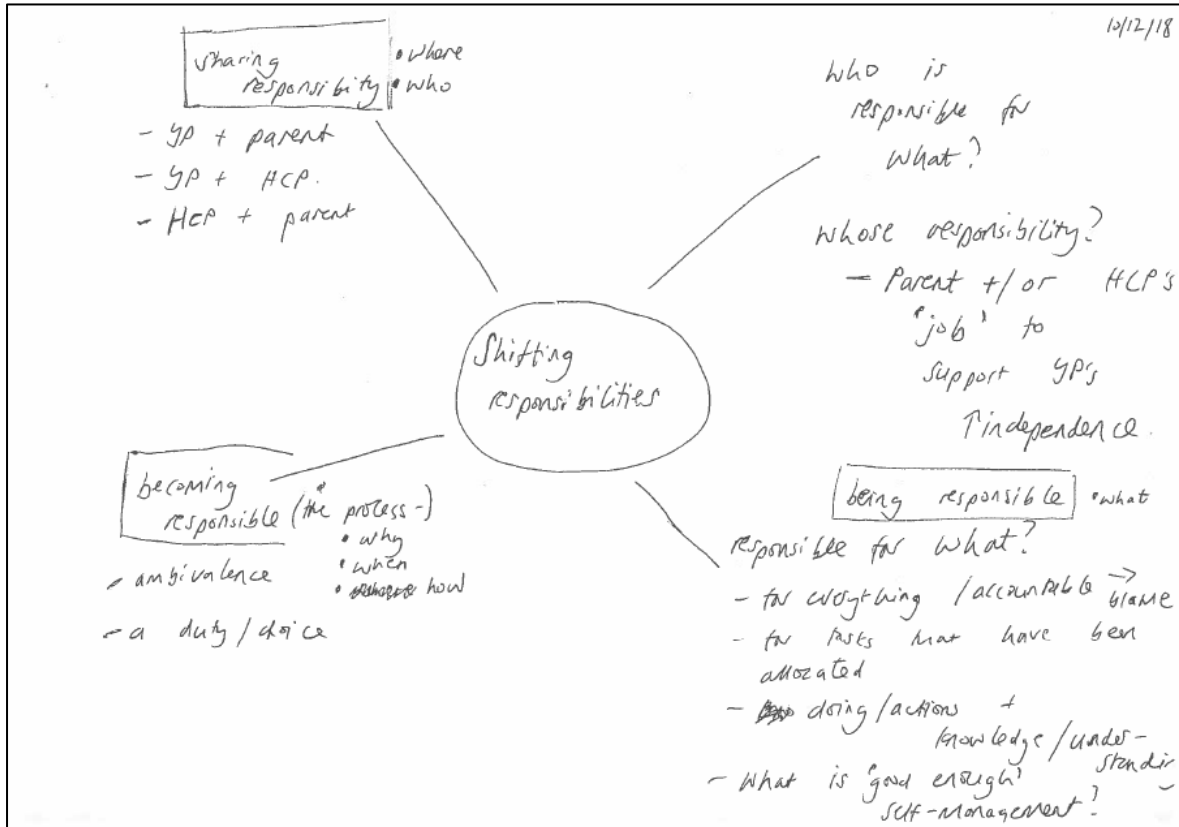 10/12/18
sharing
responsibity
• where
• who
- YP + parent
- YP + HCP.
- HCP + parent
who is
responsible for
what?
whose responsibility?
- Parent +/or HCP's
'job' to
support YP's
↑independence.
Shifting
responsibilities
becoming
responsible (the process -)
• why
• when
• how
- ambivalence
- a duty/choice
being responsible
• what
responsible for what?
- for everything /accountable → blame
- for tasks that have been
allocated
- doing/actions +
knowledge/under-
standing
- what is 'good enough'
self-management?